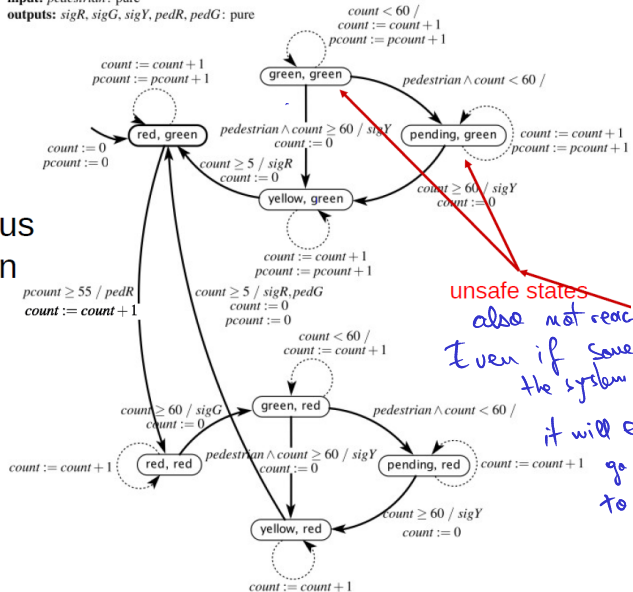 input: pedestrian: pure
outputs: sigR, sigG, sigY, pedR, pedG: pure
count < 60 /
count := count + 1
pcount := pcount + 1
green, green
pedestrian ∧ count < 60 /
count := count + 1
pcount := pcount + 1
red, green
count := 0
pcount := 0
pedestrian ∧ count ≥ 60 / sigY
count := 0
pending, green
count := count + 1
pcount := pcount + 1
count ≥ 5 / sigR
count := 0
yellow, green
count ≥ 60 / sigY
count := 0
count := count + 1
pcount := pcount + 1
us
n
pcount ≥ 55 / pedR
count := count + 1
count ≥ 5 / sigR, pedG
count := 0
pcount := 0
unsafe states
also not reac
Even if some
the system
it will
go
to
count < 60 /
count := count + 1
green, red
pedestrian ∧ count < 60 /
count ≥ 60 / sigG
count := 0
count := count + 1
red, red
pedestrian ∧ count ≥ 60 / sigY
count := 0
pending, red
count := count + 1
yellow, red
count ≥ 60 / sigY
count := 0
count := count + 1